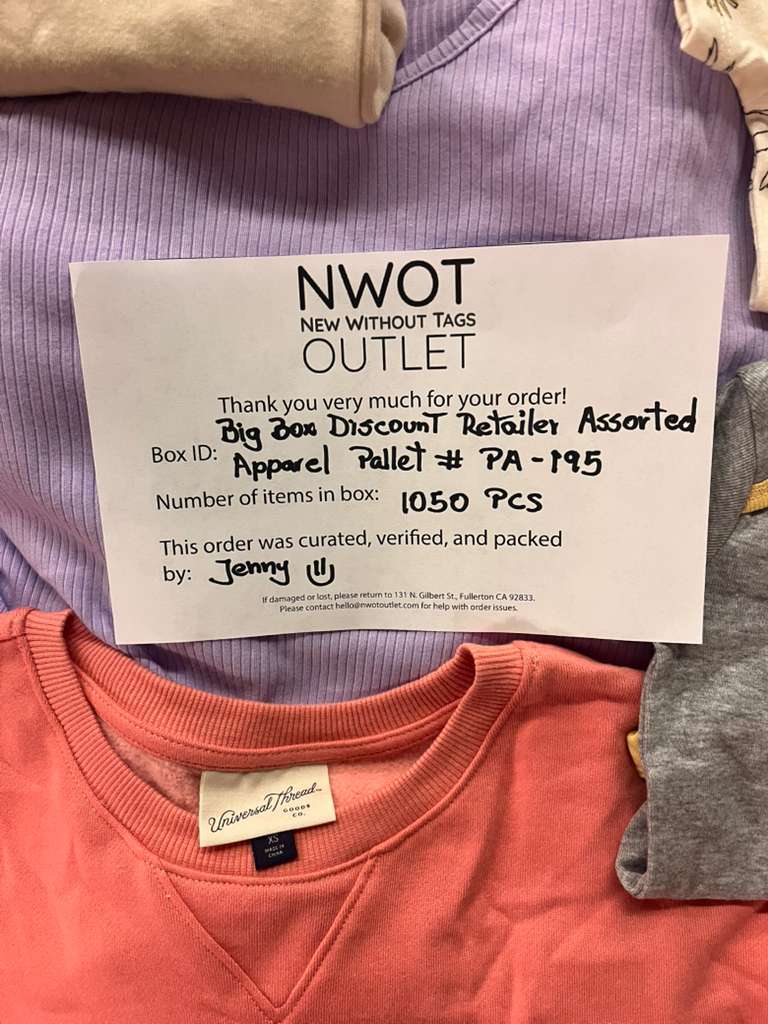 NWOT
NEW WITHOUT TAGS
OUTLET
Thank you very much for your order!
Box ID: Big Box Discount Retailer Assorted
Apparel Pallet # PA-195
Number of items in box: 1050 PCS
This order was curated, verified, and packed
by: Jenny
If damaged or lost, please return to 131 N. Gilbert St., Fullerton CA 92833.
Please contact hello@nwotoutlet.com for help with order issues.
Universal Thread™
GOODS
CO.
XS
MADE IN
CHINA